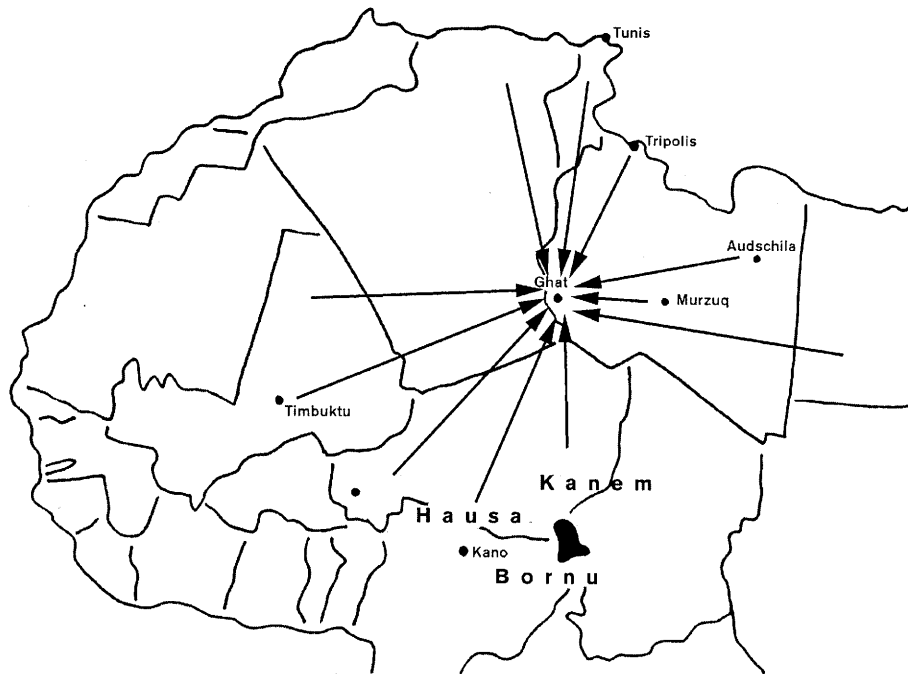 Tunis
Tripolis
Audschila
Ghat
Murzuq
Timbuktu
Kanem
Hausa
Kano
Bornu